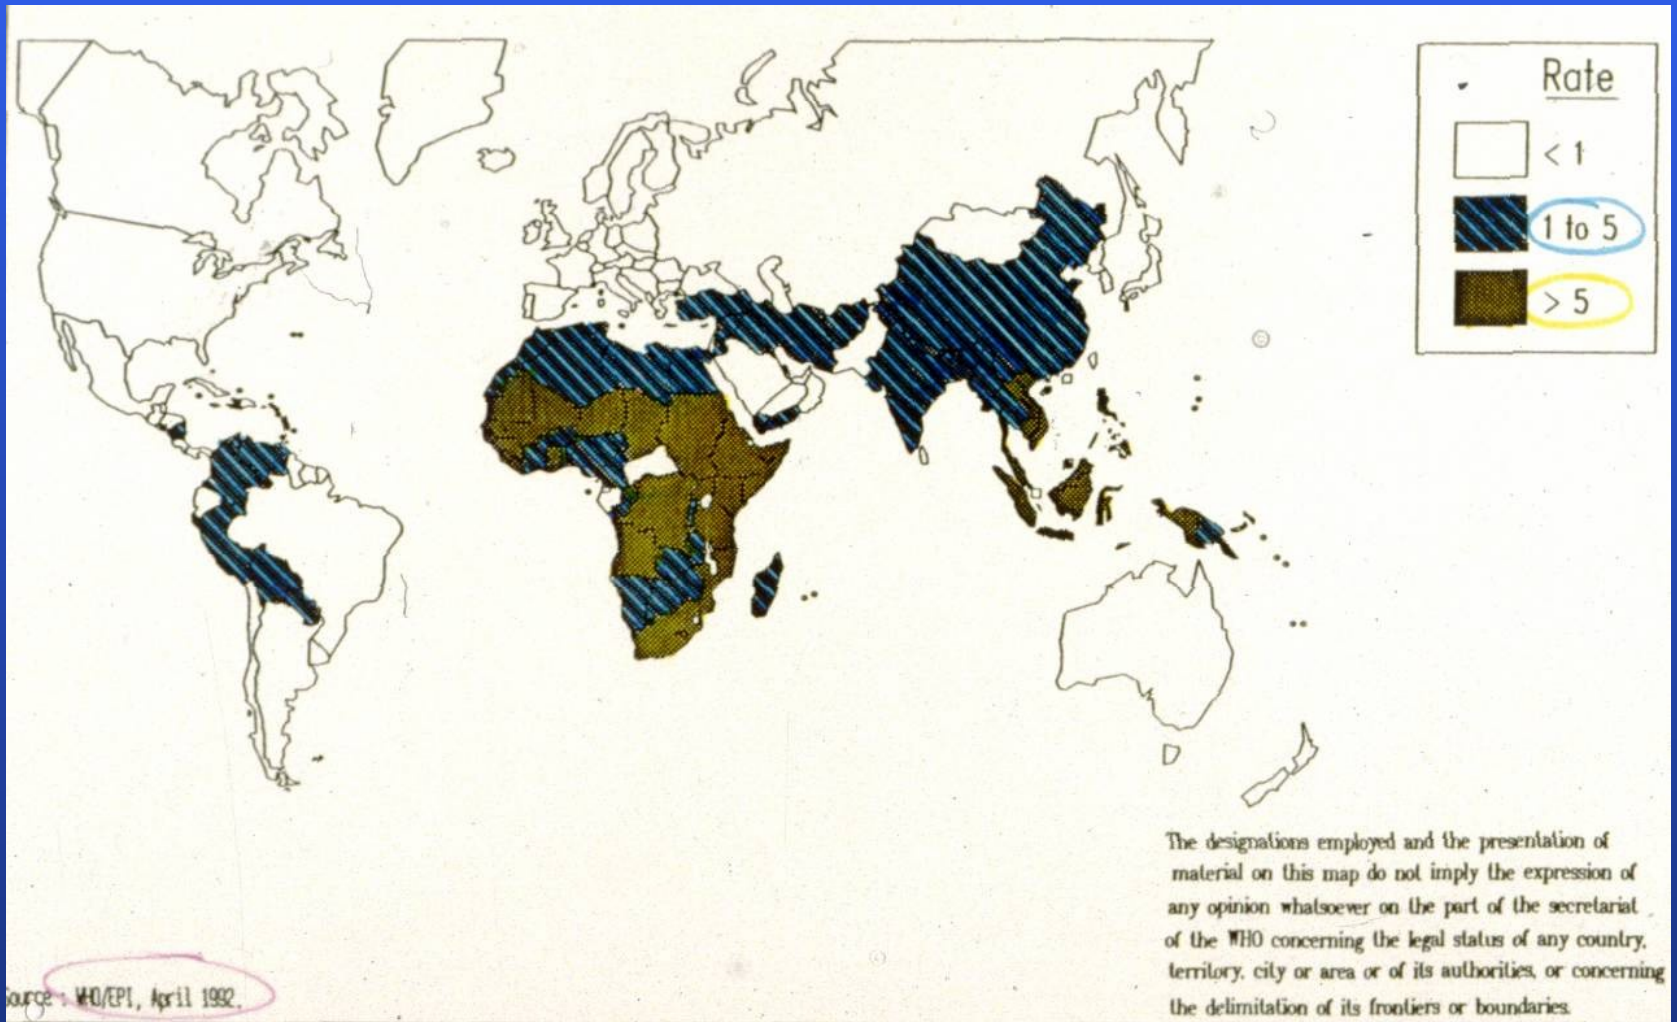 Rate
< 1
1 to 5
> 5
The designations employed and the presentation of
material on this map do not imply the expression of
any opinion whatsoever on the part of the secretariat
of the WHO concerning the legal status of any country,
territory, city or area or of its authorities, or concerning
the delimitation of its frontiers or boundaries.
Source : WHO/EPI, April 1992.